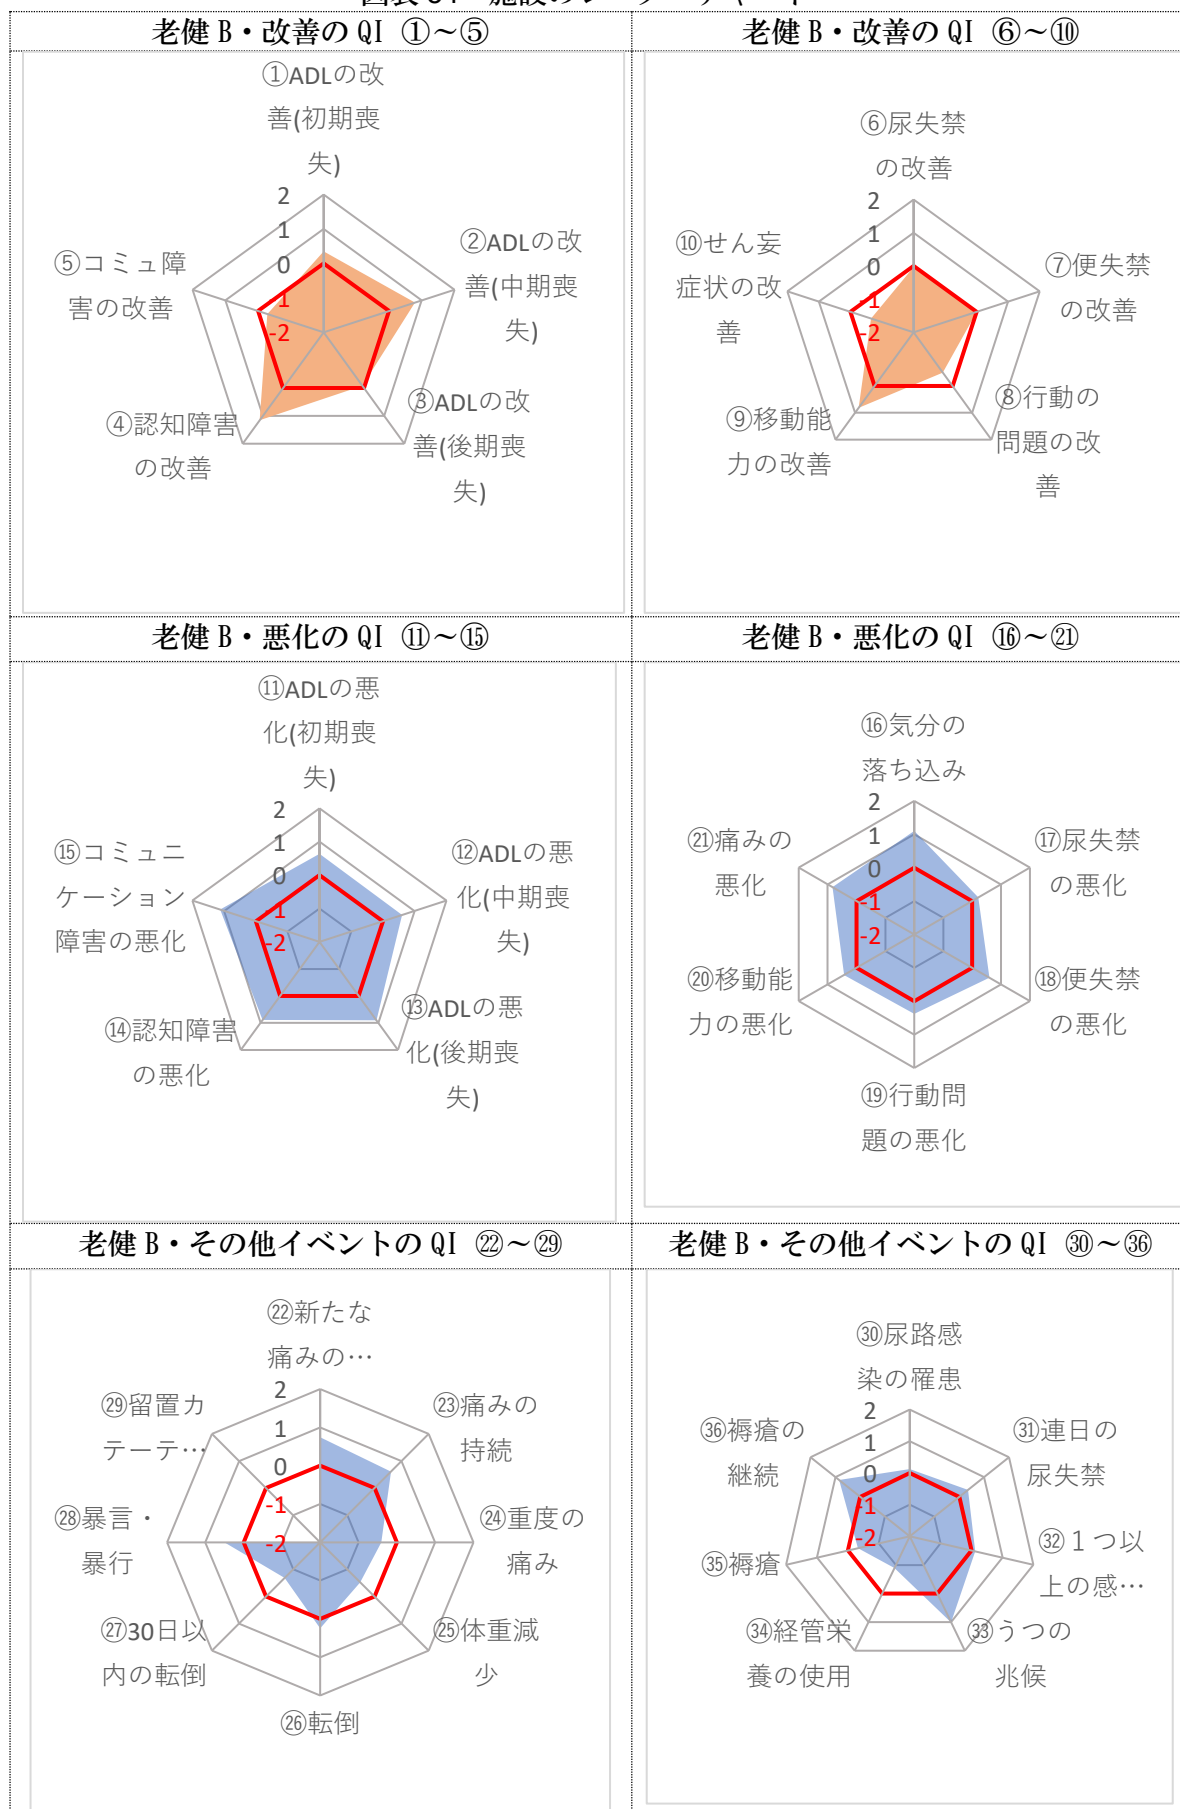 老健 B・改善の QI ①～⑤
①ADLの改
善(初期喪
失)
2
1
0
-1
-2
②ADLの改
善(中期喪
失)
③ADLの改
善(後期喪
失)
④認知障害
の改善
⑤コミュ障
害の改善
老健 B・改善の QI ⑥～⑩
⑥尿失禁
の改善
2
1
0
-1
-2
⑦便失禁
の改善
⑧行動の
問題の改
善
⑨移動能
力の改善
⑩せん妄
症状の改
善
老健 B・悪化の QI ⑪～⑮
⑪ADLの悪
化(初期喪
失)
2
1
0
-1
-2
⑫ADLの悪
化(中期喪
失)
⑬ADLの悪
化(後期喪
失)
⑭認知障害
の悪化
⑮コミュニ
ケーション
障害の悪化
老健 B・悪化の QI ⑯～㉑
⑯気分の
落ち込み
2
1
0
-1
-2
⑰尿失禁
の悪化
⑱便失禁
の悪化
⑲行動問
題の悪化
⑳移動能
力の悪化
㉑痛みの
悪化
老健 B・その他イベントの QI ㉒～㉙
㉒新たな
痛みの…
2
1
0
-1
-2
㉓痛みの
持続
㉔重度の
痛み
㉕体重減
少
㉖転倒
㉗30日以
内の転倒
㉘暴言・
暴行
㉙留置カ
テーテ…
老健 B・その他イベントの QI ㉚～㊱
㉚尿路感
染の罹患
2
1
0
-1
-2
㉛連日の
尿失禁
㉜１つ以
上の感…
㉝うつの
兆候
㉞経管栄
養の使用
㉟褥瘡
㊱褥瘡の
継続